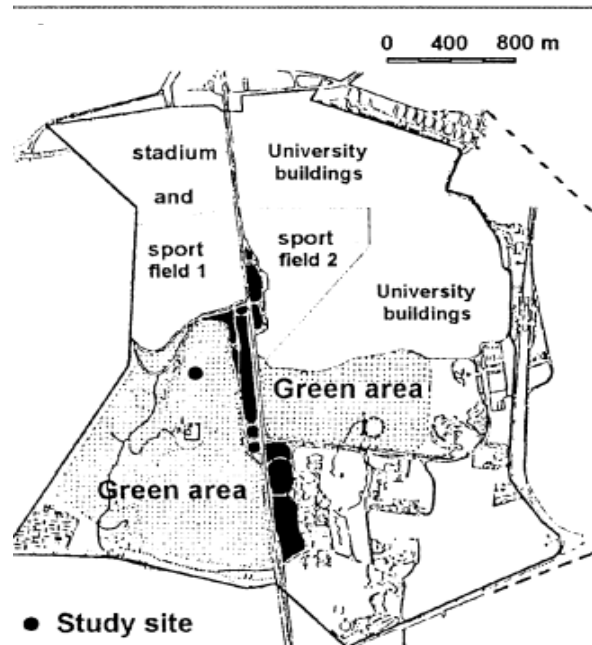 0 400 800 m
stadium
and
sport
field 1
University
buildings
sport
field 2
University
buildings
Green area
Green area
Study site